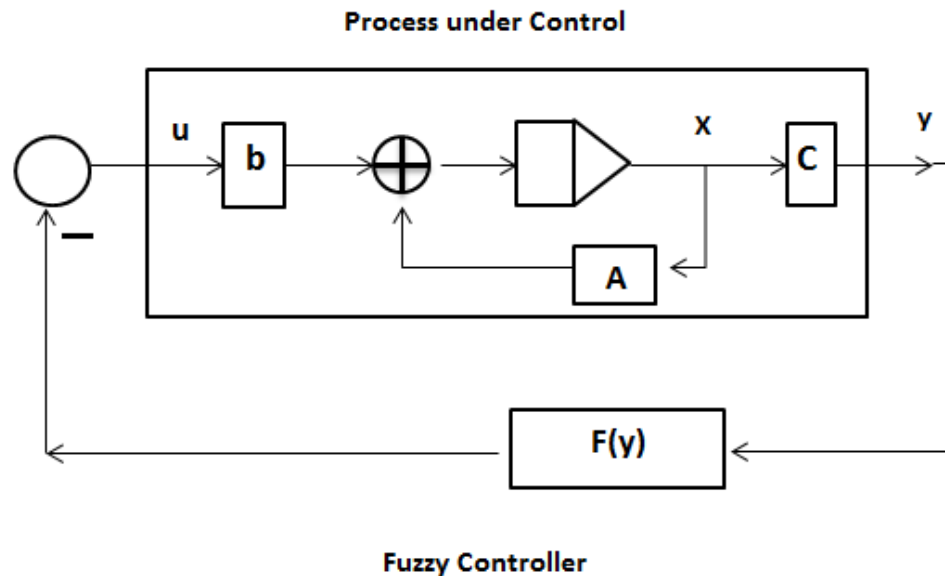 Process under Control
u
b
X
C
y
A
F(y)
Fuzzy Controller